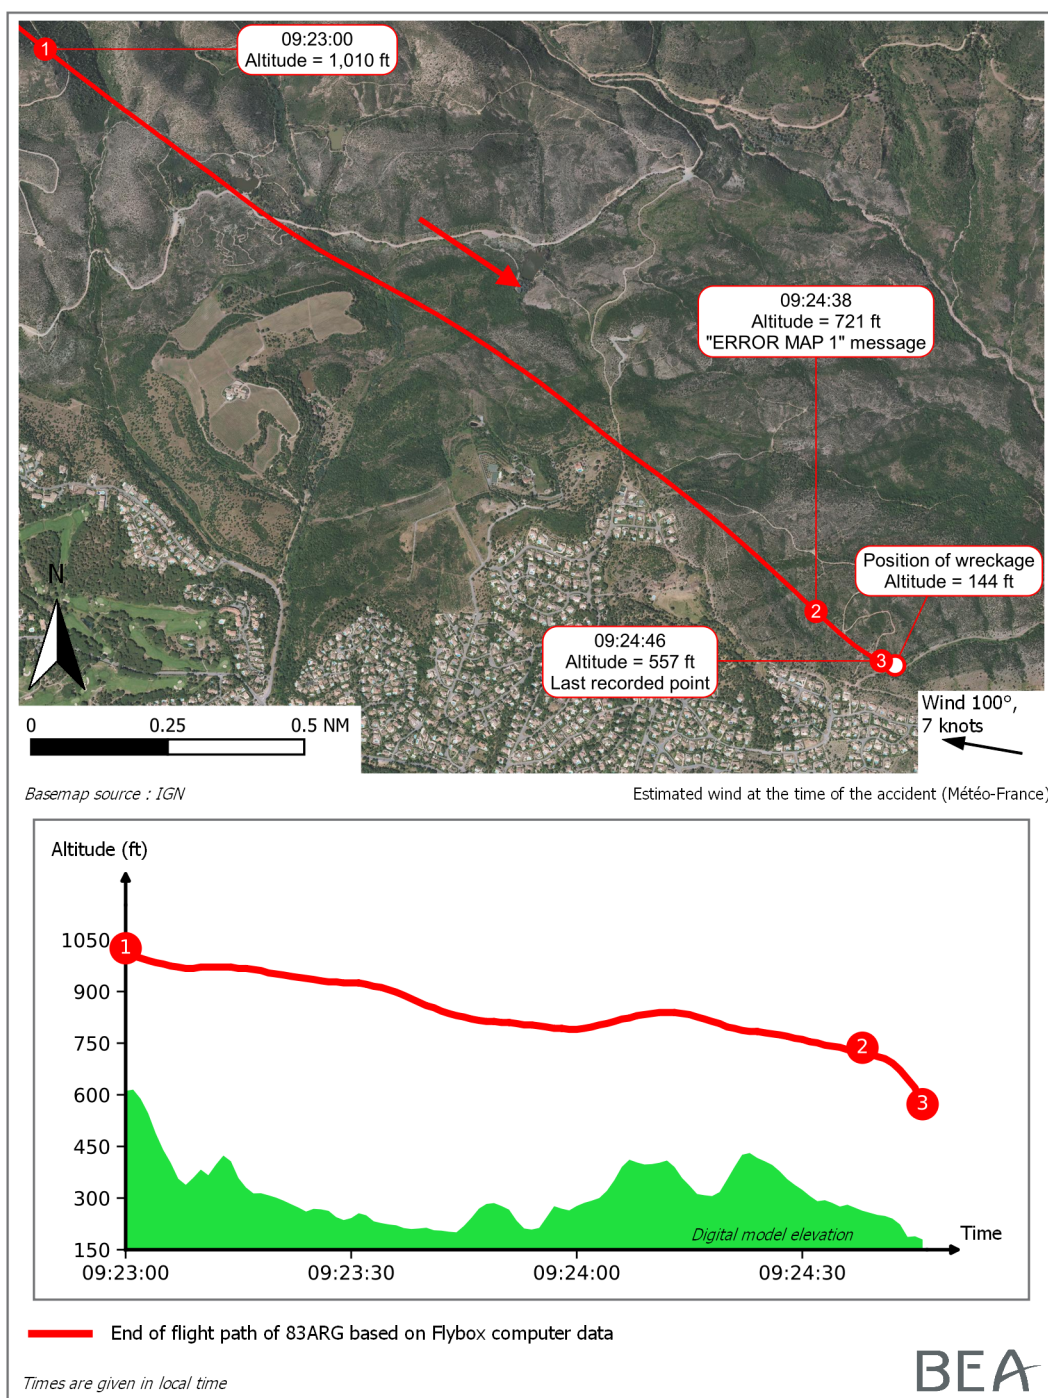 1
09:23:00
Altitude = 1,010 ft
09:24:38
Altitude = 721 ft
"ERROR MAP 1" message
Position of wreckage
Altitude = 144 ft
2
09:24:46
Altitude = 557 ft
Last recorded point
3
N
0 0.25 0.5 NM
Wind 100°,
7 knots
Basemap source : IGN
Estimated wind at the time of the accident (Météo-France)
Altitude (ft)
1050
900
750
600
450
300
150
1
2
3
Digital model elevation
Time
09:23:00 09:23:30 09:24:00 09:24:30
End of flight path of 83ARG based on Flybox computer data
Times are given in local time
BEA